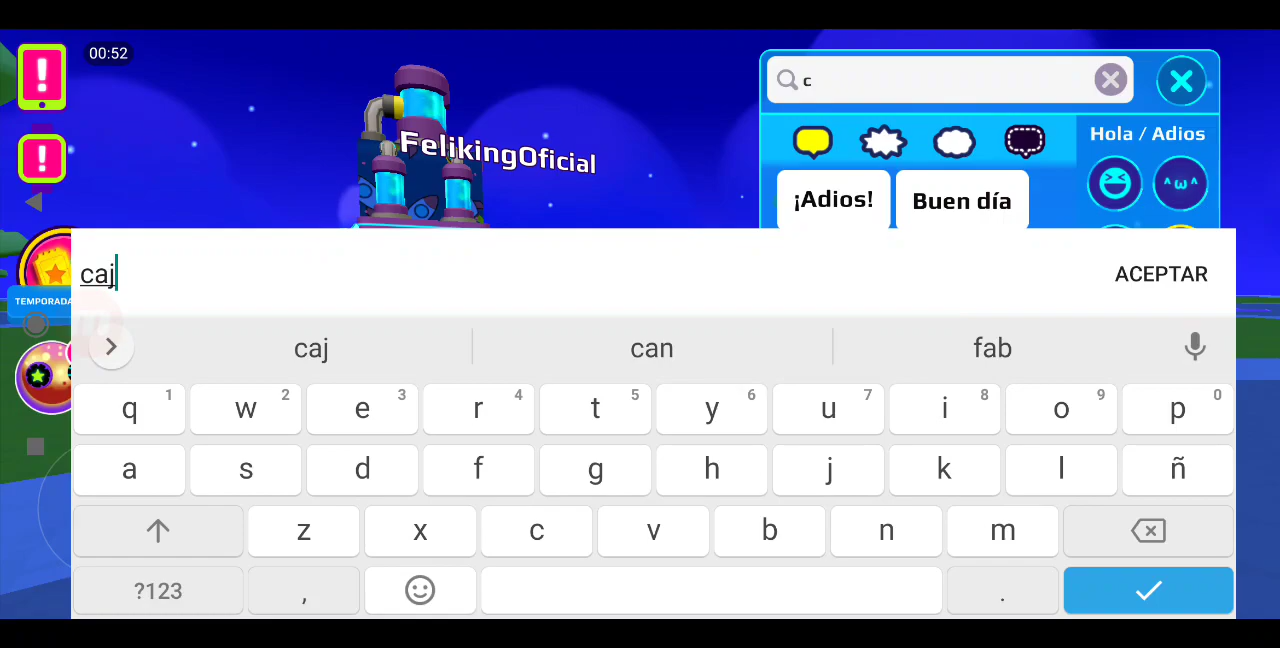 00:52
c
FelikingOficial
Hola / Adios
^ω^
¡Adios!
Buen día
caj
ACEPTAR
TEMPORADA
caj
can
fab
q 1 w 2 e 3 r 4 t 5 y 6 u 7 i 8 o 9 p 0
a s d f g h j k l ñ
z x c v b n m
?123 , .